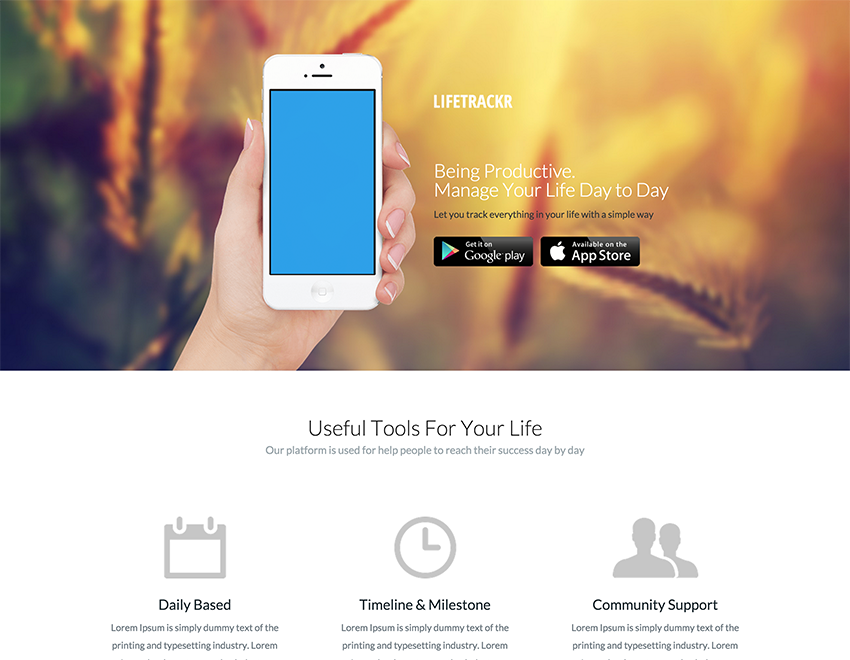 LIFETRACKR
Being Productive.
Manage Your Life Day to Day
Let you track everything in your life with a simple way
Get it on
Google play
Available on the
App Store
Useful Tools For Your Life
Our platform is used for help people to reach their success day by day
Daily Based
Lorem Ipsum is simply dummy text of the
printing and typesetting industry. Lorem
Timeline & Milestone
Lorem Ipsum is simply dummy text of the
printing and typesetting industry. Lorem
Community Support
Lorem Ipsum is simply dummy text of the
printing and typesetting industry. Lorem